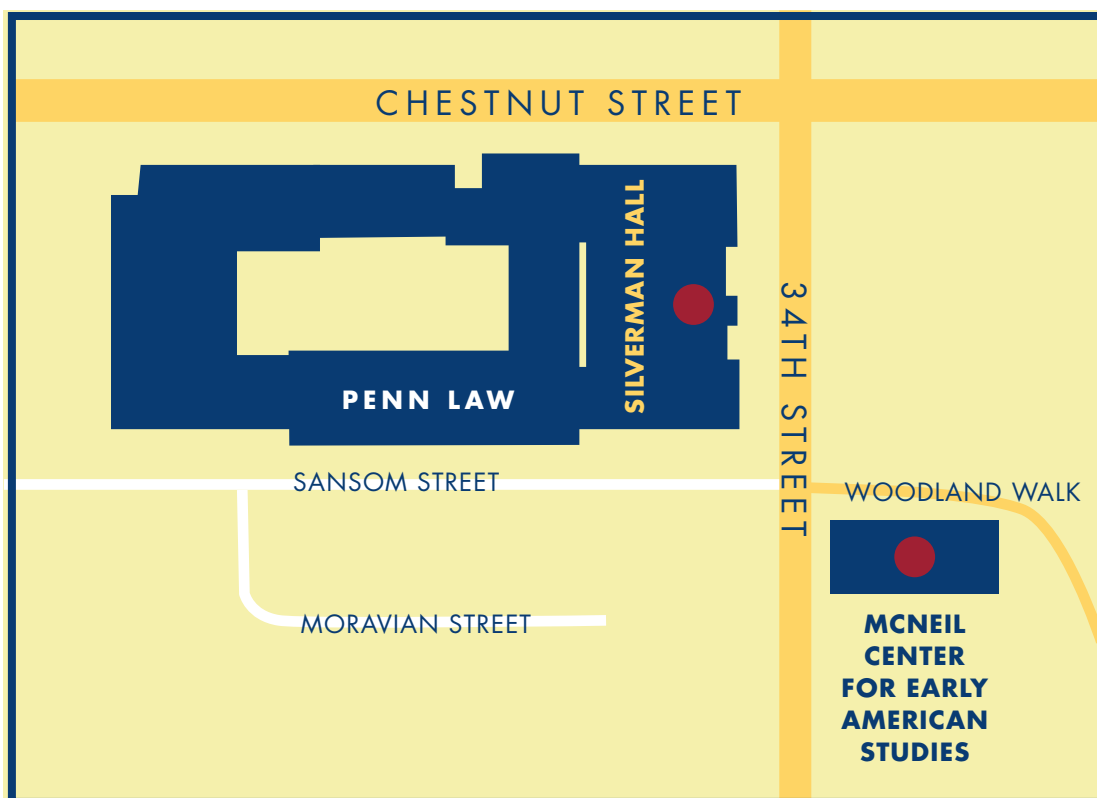 CHESTNUT STREET
SILVERMAN HALL
34TH STREET
PENN LAW
SANSOM STREET
WOODLAND WALK
MORAVIAN STREET
MCNEIL
CENTER
FOR EARLY
AMERICAN
STUDIES